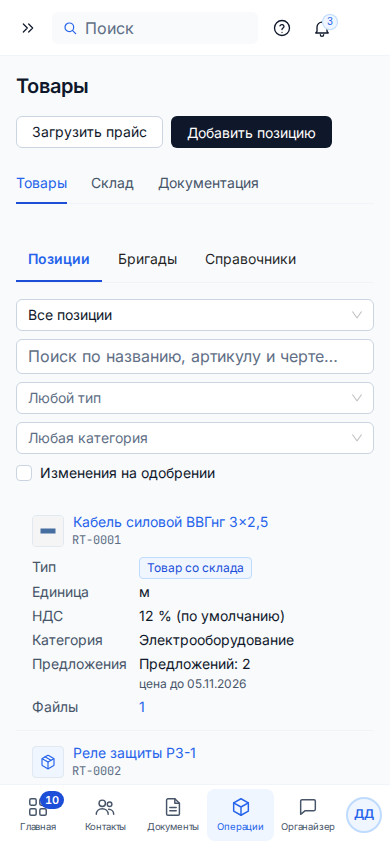 Поиск
3
Товары
Загрузить прайс
Добавить позицию
Товары
Склад
Документация
Позиции
Бригады
Справочники
Все позиции
Поиск по названию, артикулу и черте...
Любой тип
Любая категория
Изменения на одобрении
Кабель силовой ВВГнг 3×2,5
RT-0001
Тип Товар со склада
Единица м
НДС 12 % (по умолчанию)
Категория Электрооборудование
Предложения Предложений: 2
цена до 05.11.2026
Файлы 1
Реле защиты РЗ-1
RT-0002
10
Главная
Контакты
Документы
Операции
Органайзер
ДД